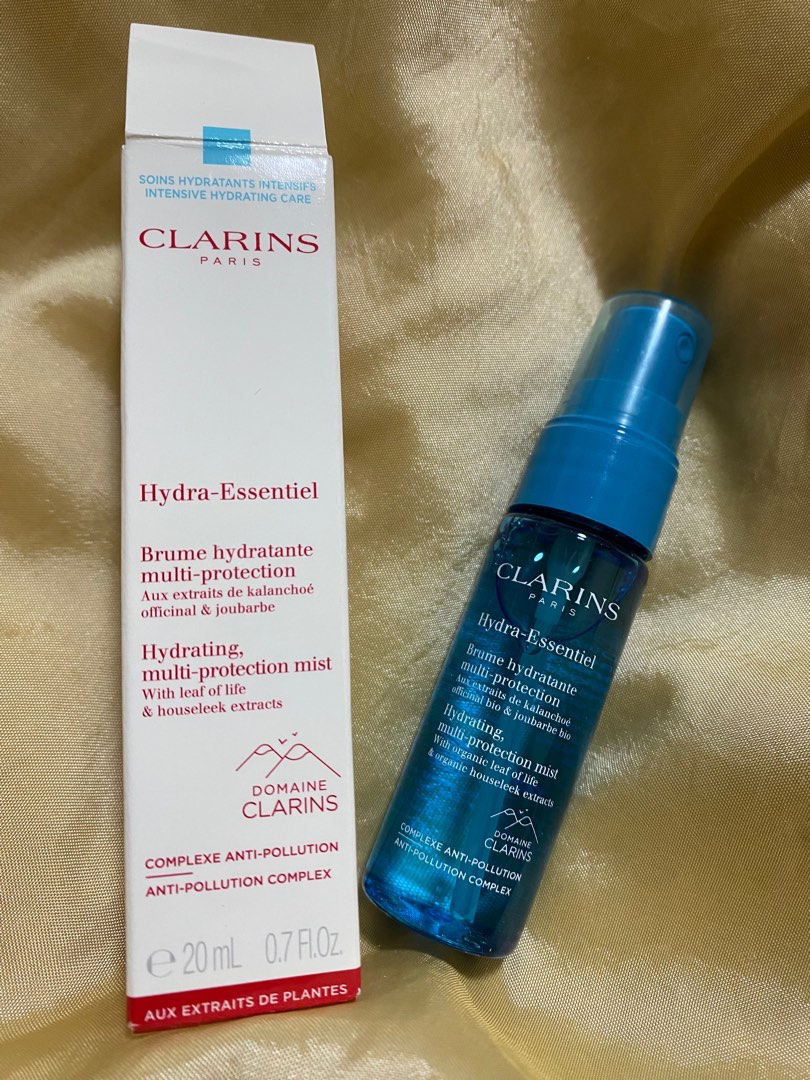 SOINS HYDRATANTS INTENSIFS
INTENSIVE HYDRATING CARE
CLARINS
PARIS
Hydra-Essentiel
Brume hydratante
multi-protection
Aux extraits de kalanchoé
officinal & joubarbe
Hydrating,
multi-protection mist
With leaf of life
& houseleek extracts
DOMAINE
CLARINS
COMPLEXE ANTI-POLLUTION
ANTI-POLLUTION COMPLEX
e 20 mL 0.7 Fl.Oz.
AUX EXTRAITS DE PLANTES
CLARINS
PARIS
Hydra-Essentiel
Brume hydratante
multi-protection
Aux extraits de kalanchoé
officinal bio & joubarbe bio
Hydrating,
multi-protection mist
With organic leaf of life
& organic houseleek extracts
DOMAINE
CLARINS
COMPLEXE ANTI-POLLUTION
ANTI-POLLUTION COMPLEX